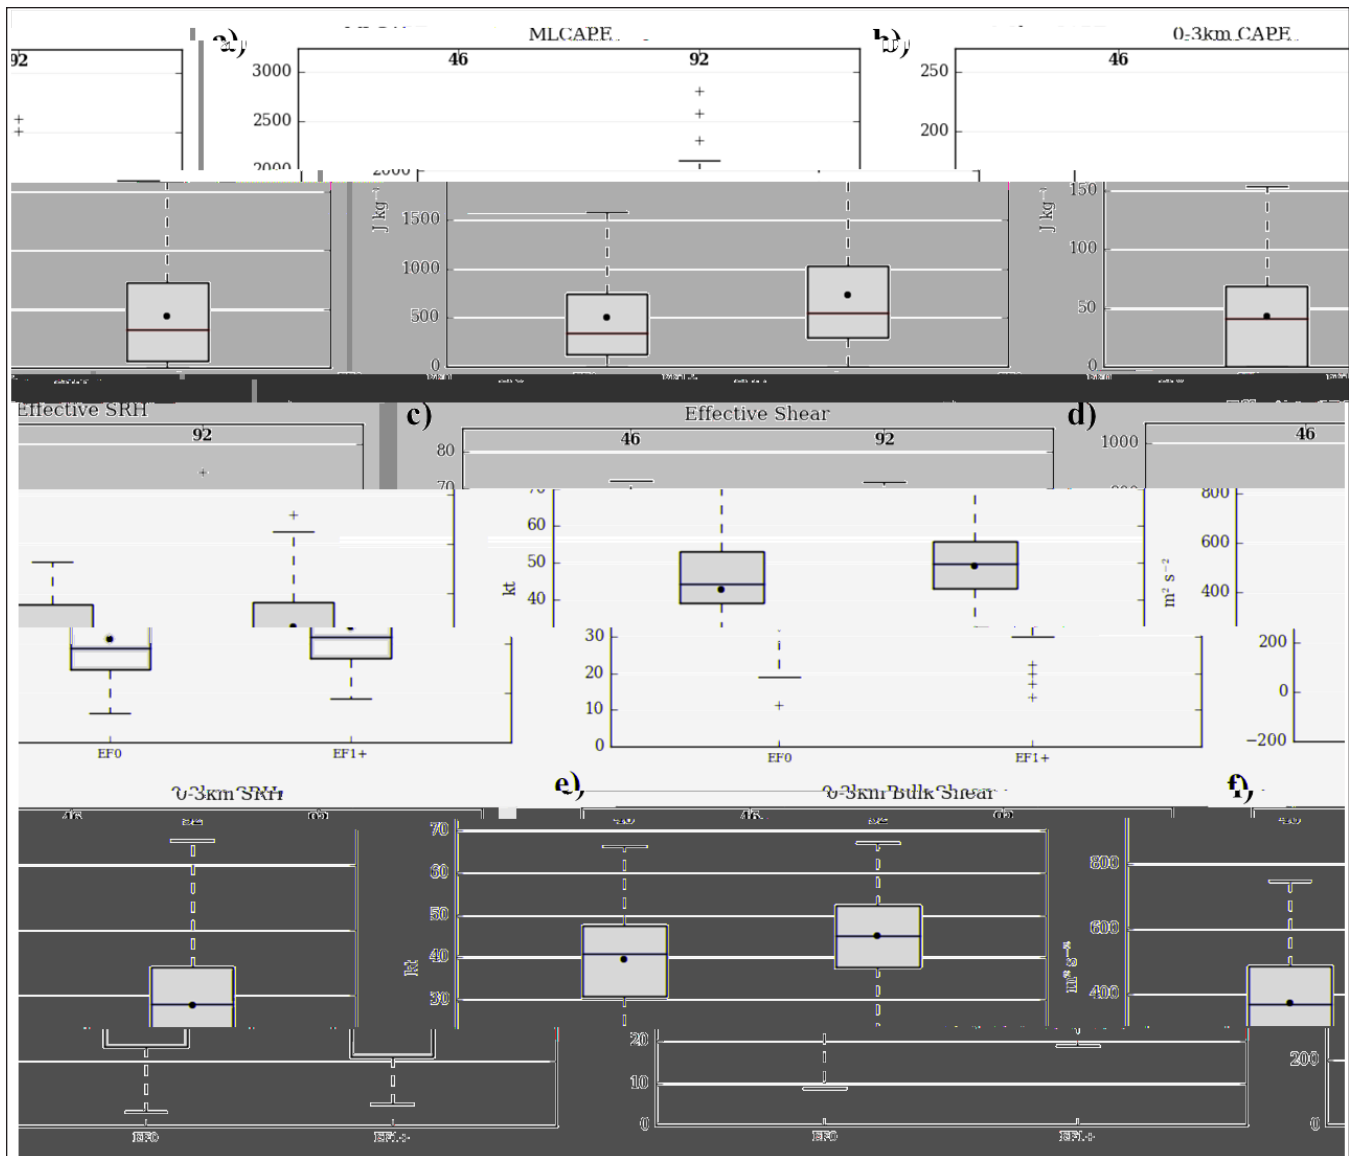 a) MLCAPE b) 0-3km CAPE
92 46 92 46
3000 250
2500 200
2000 2000
J kg⁻¹ 1500 J kg⁻¹ 150
1000 100
500 50
0 0
Effective SRH c) Effective Shear d)
92 46 92 46
80 1000
70
70 800
60 600
kt 50 m² s⁻² 400
40
30 200
20 0
10
0 −200
EF0 EF1+ EF0 EF1+
0-3km SRH e) 0-3km Bulk Shear f)
70
60 800
50 600
kt 40 m² s⁻²
30 400
20 200
10
0 0
EF0 EF1+ EF0 EF1+